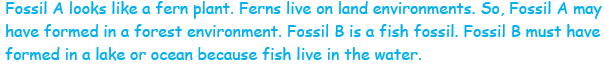 Fossil A looks like a fern plant. Ferns live on land environments. So, Fossil A may
have formed in a forest environment. Fossil B is a fish fossil. Fossil B must have
formed in a lake or ocean because fish live in the water.